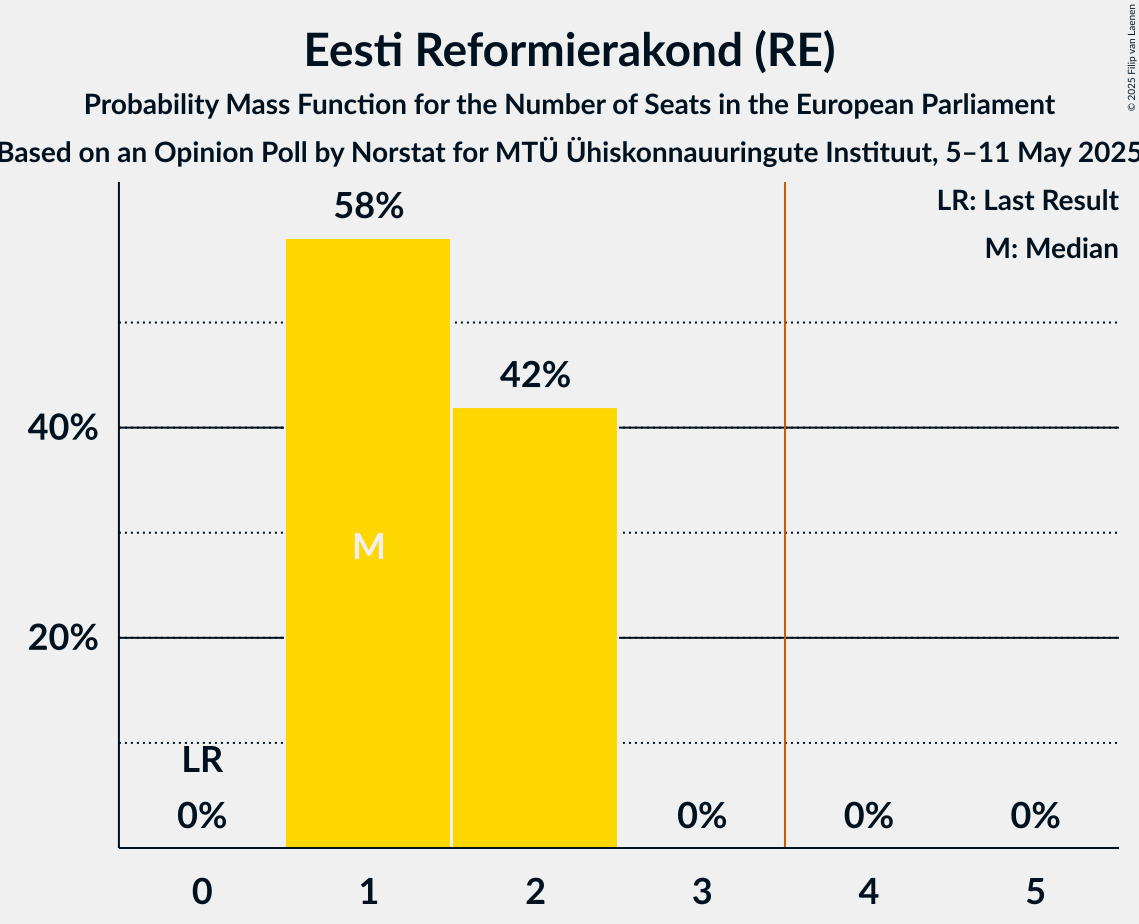 Eesti Reformierakond (RE)
Probability Mass Function for the Number of Seats in the European Parliament
Based on an Opinion Poll by Norstat for MTÜ Ühiskonnauuringute Instituut, 5–11 May 2025
© 2025 Filip van Laenen
LR: Last Result
M: Median
58%
42%
40%
M
20%
LR
0%
0%
0%
0%
0
1
2
3
4
5